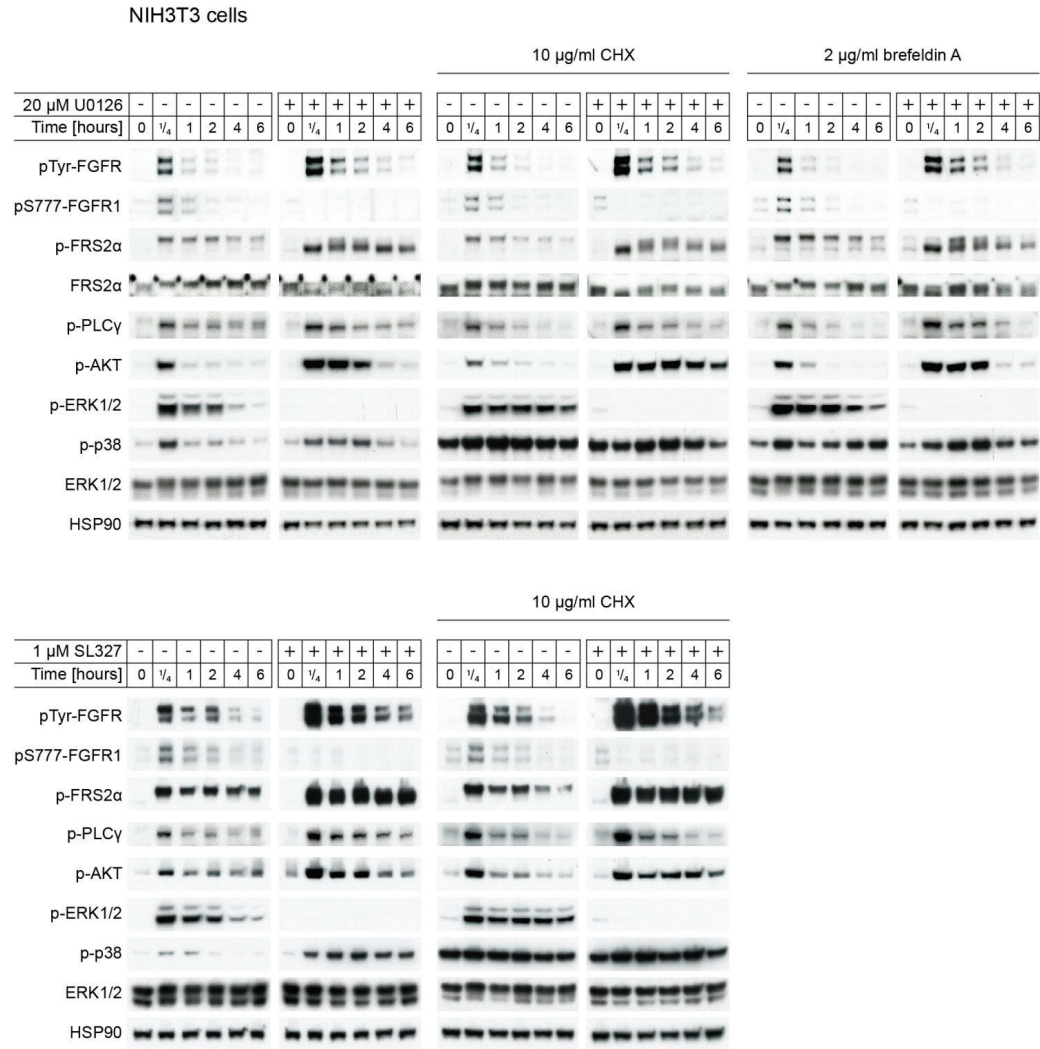 NIH3T3 cells
10 µg/ml CHX 2 µg/ml brefeldin A
20 µM U0126 - - - - - - + + + + + + - - - - - - + + + + + + - - - - - - + + + + + +
Time [hours] 0 1/4 1 2 4 6 0 1/4 1 2 4 6 0 1/4 1 2 4 6 0 1/4 1 2 4 6 0 1/4 1 2 4 6 0 1/4 1 2 4 6
pTyr-FGFR
pS777-FGFR1
p-FRS2α
FRS2α
p-PLCγ
p-AKT
p-ERK1/2
p-p38
ERK1/2
HSP90
10 µg/ml CHX
1 µM SL327 - - - - - - + + + + + + - - - - - - + + + + + +
Time [hours] 0 1/4 1 2 4 6 0 1/4 1 2 4 6 0 1/4 1 2 4 6 0 1/4 1 2 4 6
pTyr-FGFR
pS777-FGFR1
p-FRS2α
p-PLCγ
p-AKT
p-ERK1/2
p-p38
ERK1/2
HSP90